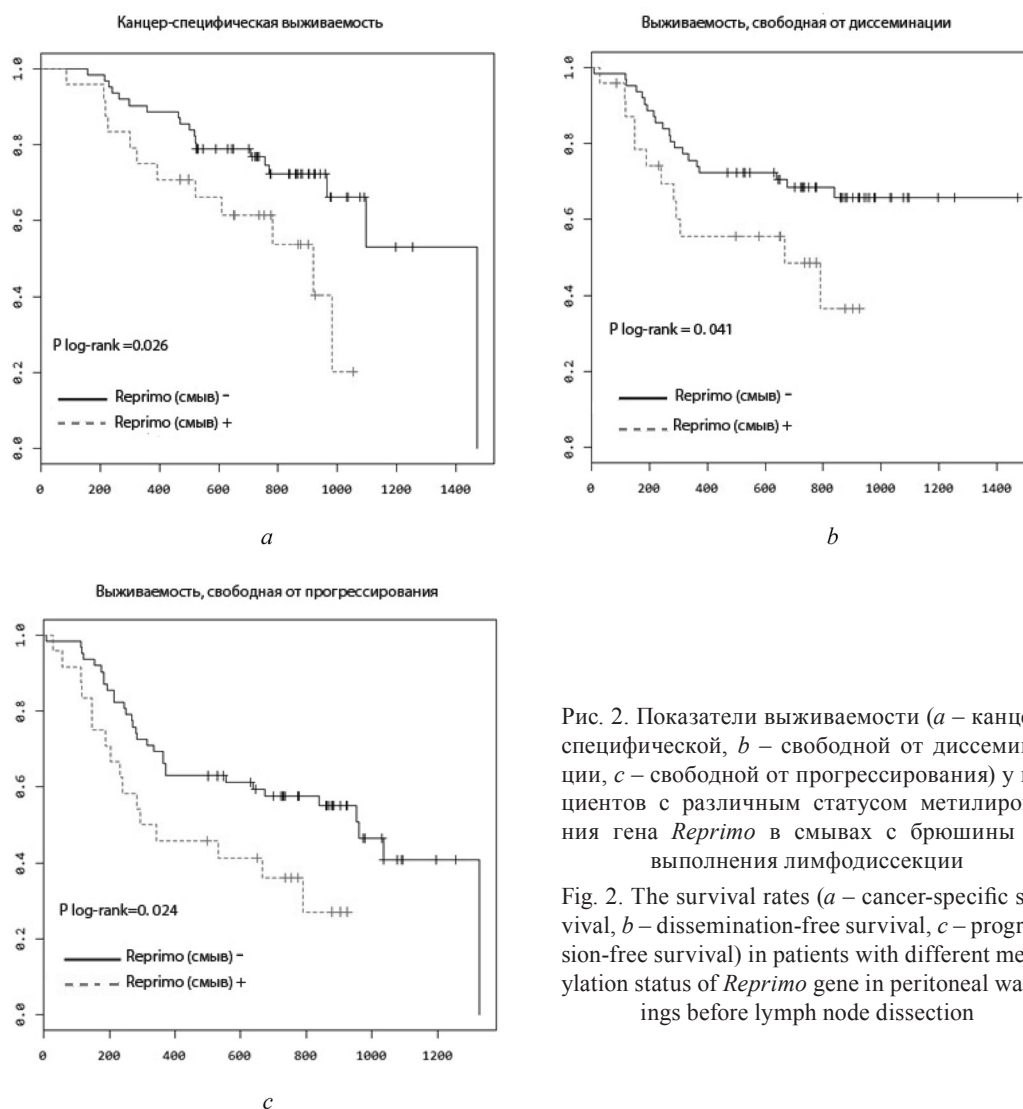 Канцер-специфическая выживаемость
1.0
0.8
0.6
0.4
0.2
0.0
P log-rank =0.026
Reprimo (смыв) −
Reprimo (смыв) +
0 200 400 600 800 1000 1200 1400
a
Выживаемость, свободная от диссеминации
1.0
0.8
0.6
0.4
0.2
0.0
P log-rank = 0. 041
Reprimo (смыв) −
Reprimo (смыв) +
0 200 400 600 800 1000 1200 1400
b
Выживаемость, свободная от прогрессирования
1.0
0.8
0.6
0.4
0.2
0.0
P log-rank=0. 024
Reprimo (смыв) −
Reprimo (смыв) +
0 200 400 600 800 1000 1200
c
Рис. 2. Показатели выживаемости (a – канце
специфической, b – свободной от диссемин
ции, c – свободной от прогрессирования) у
циентов с различным статусом метилиров
ния гена Reprimo в смывах с брюшины
выполнения лимфодиссекции
Fig. 2. The survival rates (a – cancer-specific s
vival, b – dissemination-free survival, c – progr
sion-free survival) in patients with different me
ylation status of Reprimo gene in peritoneal wa
ings before lymph node dissection